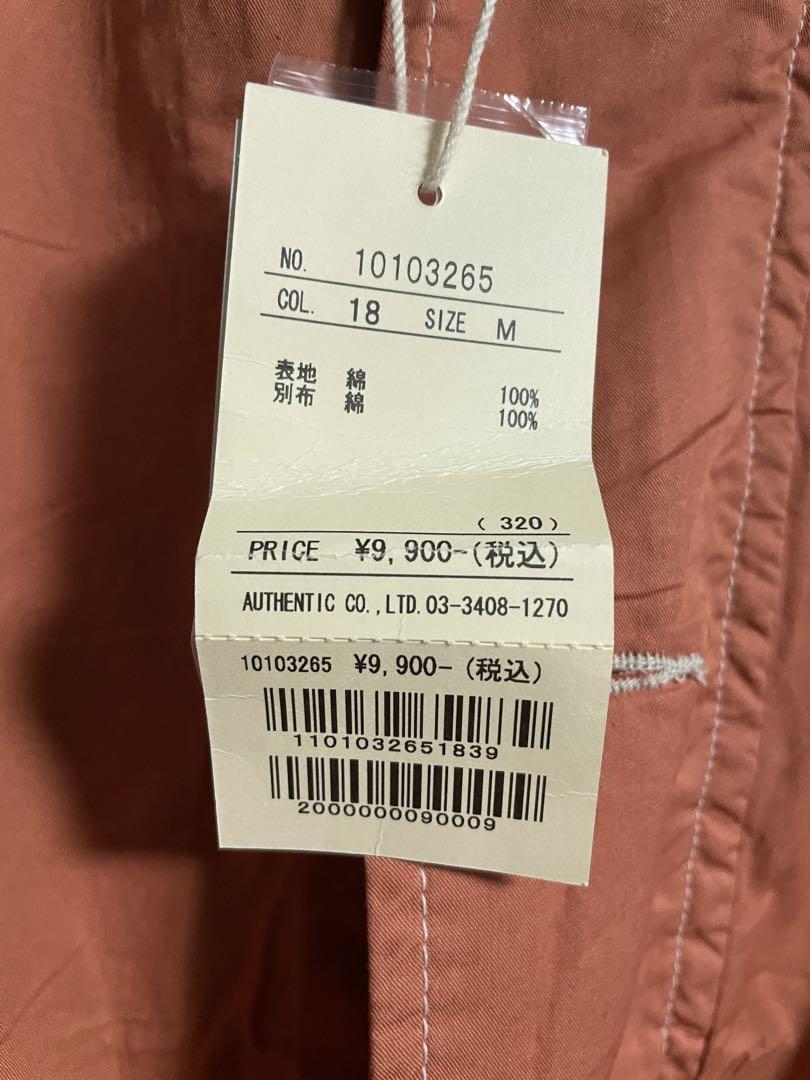 NO. 10103265
COL. 18 SIZE M
表地 綿 100%
別布 綿 100%
( 320 )
PRICE ¥9,900-(税込)
AUTHENTIC CO.,LTD. 03-3408-1270
10103265 ¥9,900-(税込)
1101032651839
2000000090009